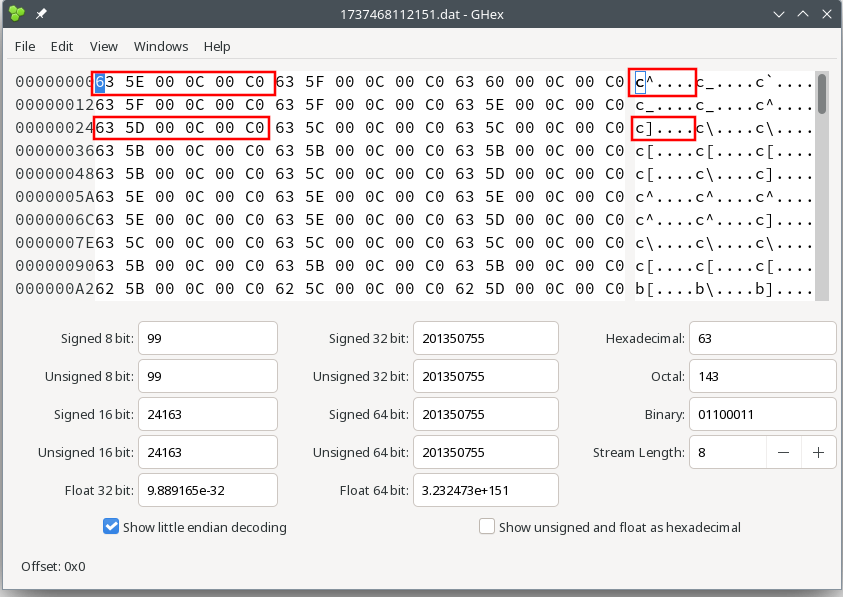 1737468112151.dat - GHex
File Edit View Windows Help
00000000 63 5E 00 0C 00 C0 63 5F 00 0C 00 C0 63 60 00 0C 00 C0 c^....c_....c`....
00000012 63 5F 00 0C 00 C0 63 5F 00 0C 00 C0 63 5E 00 0C 00 C0 c_....c_....c^....
00000024 63 5D 00 0C 00 C0 63 5C 00 0C 00 C0 63 5C 00 0C 00 C0 c]....c\....c\....
00000036 63 5B 00 0C 00 C0 63 5B 00 0C 00 C0 63 5B 00 0C 00 C0 c[....c[....c[....
00000048 63 5B 00 0C 00 C0 63 5C 00 0C 00 C0 63 5D 00 0C 00 C0 c[....c\....c]....
0000005A 63 5E 00 0C 00 C0 63 5E 00 0C 00 C0 63 5E 00 0C 00 C0 c^....c^....c^....
0000006C 63 5E 00 0C 00 C0 63 5E 00 0C 00 C0 63 5D 00 0C 00 C0 c^....c^....c]....
0000007E 63 5C 00 0C 00 C0 63 5C 00 0C 00 C0 63 5C 00 0C 00 C0 c\....c\....c\....
00000090 63 5B 00 0C 00 C0 63 5B 00 0C 00 C0 63 5B 00 0C 00 C0 c[....c[....c[....
000000A2 62 5B 00 0C 00 C0 62 5C 00 0C 00 C0 62 5D 00 0C 00 C0 b[....b\....b]....
Signed 8 bit: 99 Signed 32 bit: 201350755 Hexadecimal: 63
Unsigned 8 bit: 99 Unsigned 32 bit: 201350755 Octal: 143
Signed 16 bit: 24163 Signed 64 bit: 201350755 Binary: 01100011
Unsigned 16 bit: 24163 Unsigned 64 bit: 201350755 Stream Length: 8 − +
Float 32 bit: 9.889165e-32 Float 64 bit: 3.232473e+151
Show little endian decoding Show unsigned and float as hexadecimal
Offset: 0x0